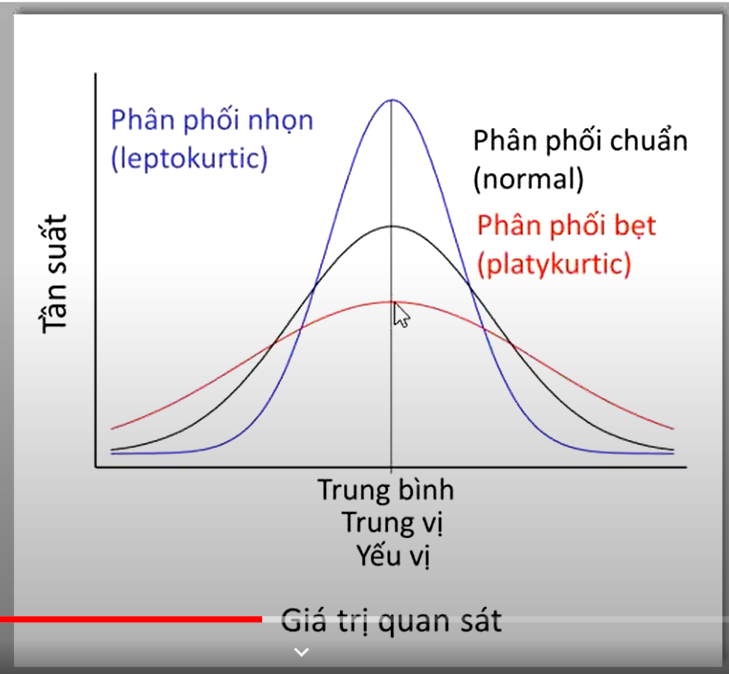 Phân phối nhọn
(leptokurtic)
Phân phối chuẩn
(normal)
Phân phối bẹt
(platykurtic)
Tần suất
Trung bình
Trung vị
Yếu vị
Giá trị quan sát